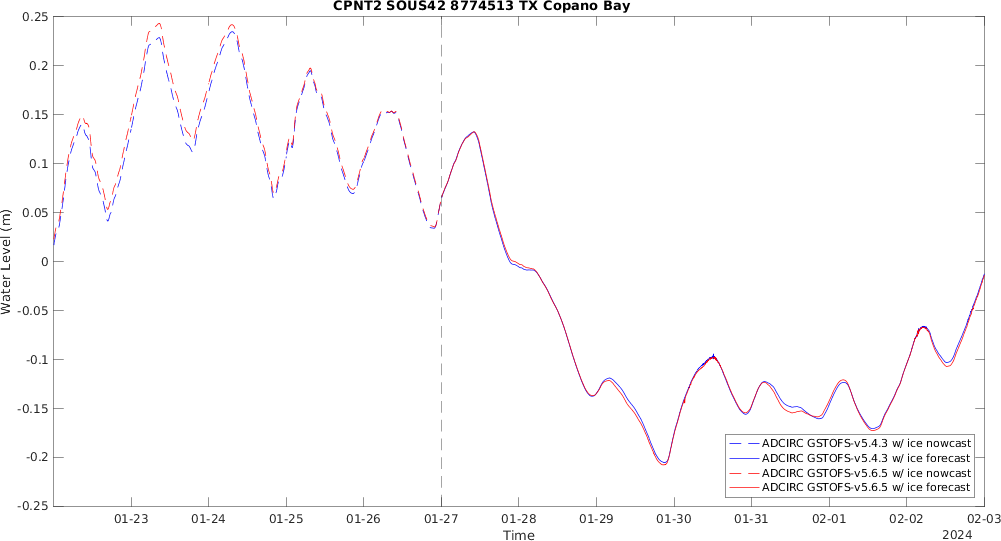 CPNT2 SOUS42 8774513 TX Copano Bay
0.25
0.2
0.15
0.1
0.05
0
-0.05
-0.1
-0.15
-0.2
-0.25
Water Level (m)
ADCIRC GSTOFS-v5.4.3 w/ ice nowcast
ADCIRC GSTOFS-v5.4.3 w/ ice forecast
ADCIRC GSTOFS-v5.6.5 w/ ice nowcast
ADCIRC GSTOFS-v5.6.5 w/ ice forecast
01-23 01-24 01-25 01-26 01-27 01-28 01-29 01-30 01-31 02-01 02-02 02-03
Time
2024